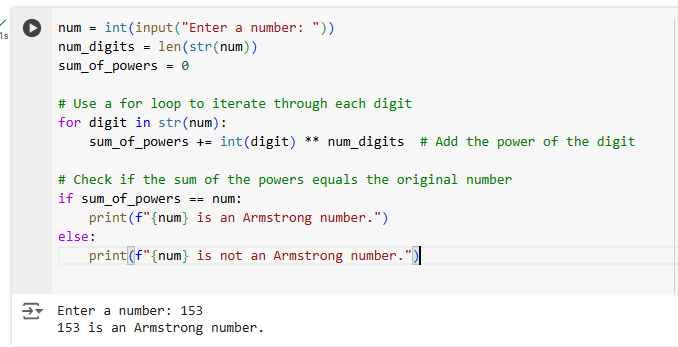 1s
num = int(input("Enter a number: "))
num_digits = len(str(num))
sum_of_powers = 0
# Use a for loop to iterate through each digit
for digit in str(num):
    sum_of_powers += int(digit) ** num_digits  # Add the power of the digit
# Check if the sum of the powers equals the original number
if sum_of_powers == num:
    print(f"{num} is an Armstrong number.")
else:
    print(f"{num} is not an Armstrong number.")
Enter a number: 153
153 is an Armstrong number.